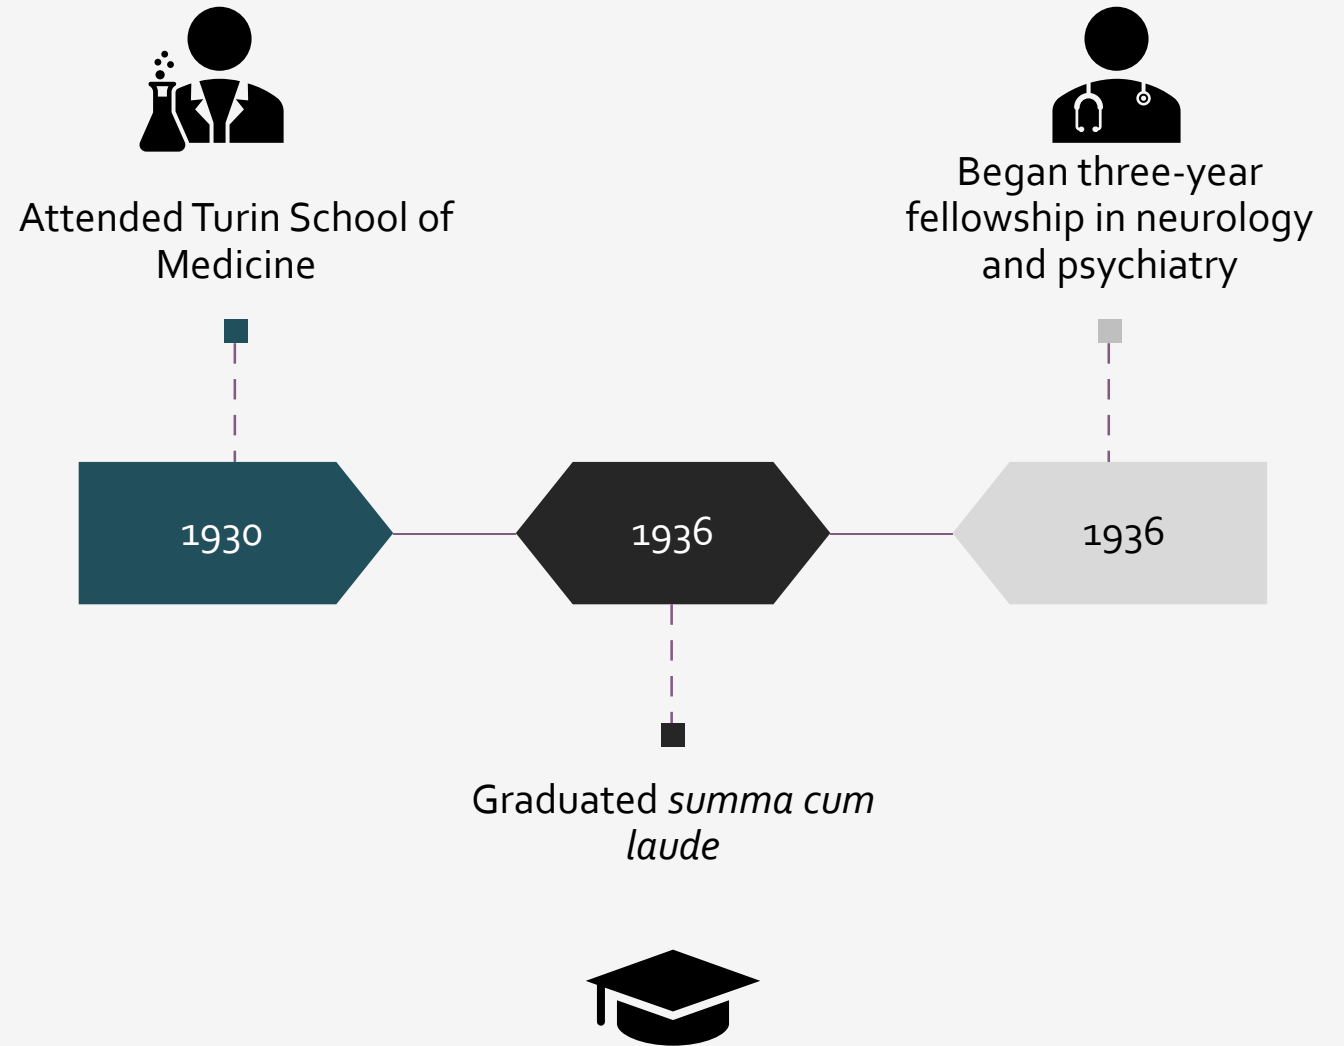 Attended Turin School of
Medicine
Began three-year
fellowship in neurology
and psychiatry
1930
1936
1936
Graduated summa cum
laude